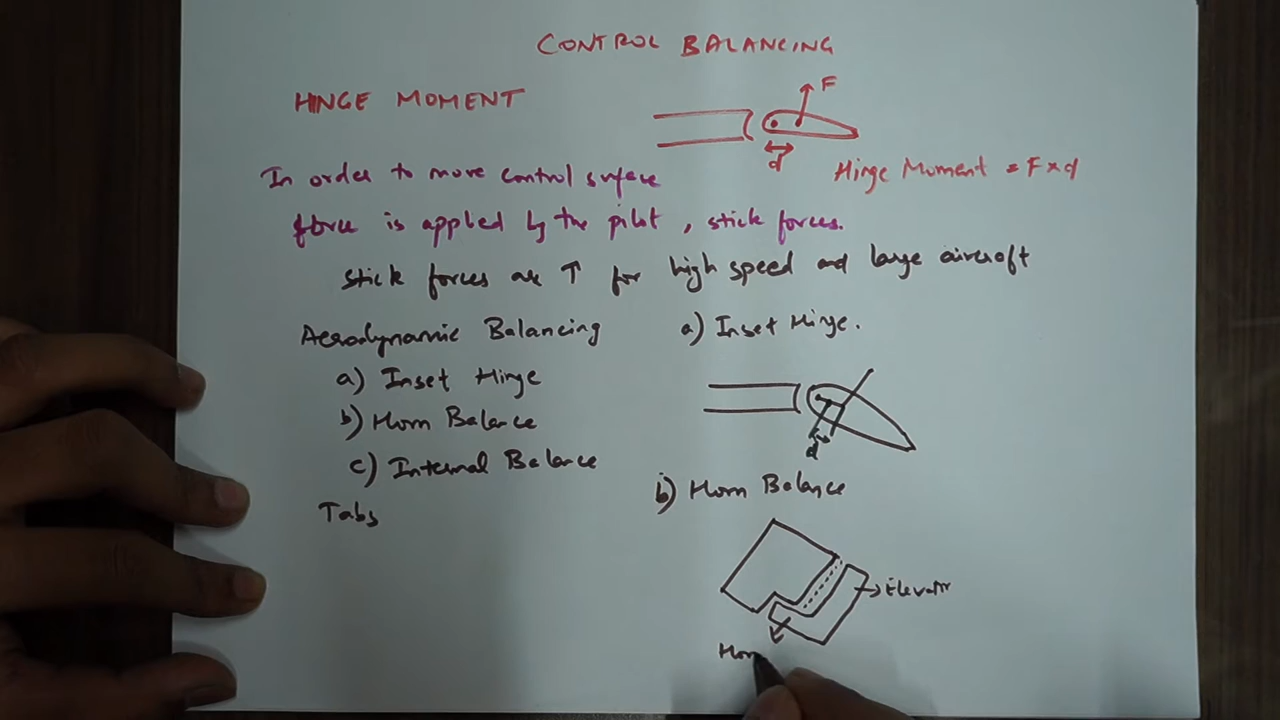 CONTROL BALANCING
HINGE MOMENT
F
d
Hinge Moment = F x d
In order to move control surface
force is applied by the pilot, stick forces.
stick forces are ↑ for high speed and large aircraft
Aerodynamic Balancing
a) Inset Hinge
b) Horn Balance
c) Internal Balance
Tabs
a) Inset Hinge.
d
b) Horn Balance
→ Elevator
Hor